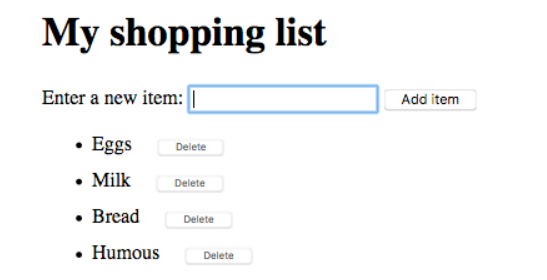 My shopping list
Enter a new item: Add item
Eggs Delete
Milk Delete
Bread Delete
Humous Delete